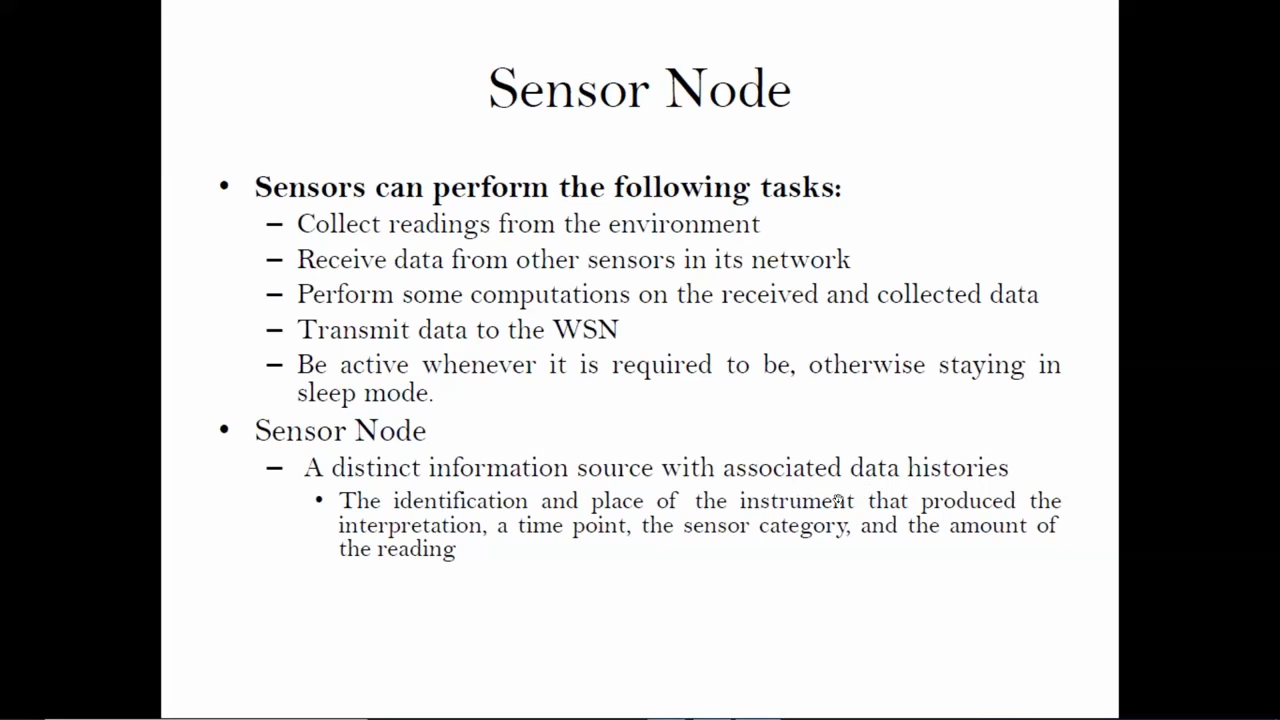 Sensor Node
• Sensors can perform the following tasks:
– Collect readings from the environment
– Receive data from other sensors in its network
– Perform some computations on the received and collected data
– Transmit data to the WSN
– Be active whenever it is required to be, otherwise staying in
sleep mode.
• Sensor Node
– A distinct information source with associated data histories
• The identification and place of the instrument that produced the
interpretation, a time point, the sensor category, and the amount of
the reading